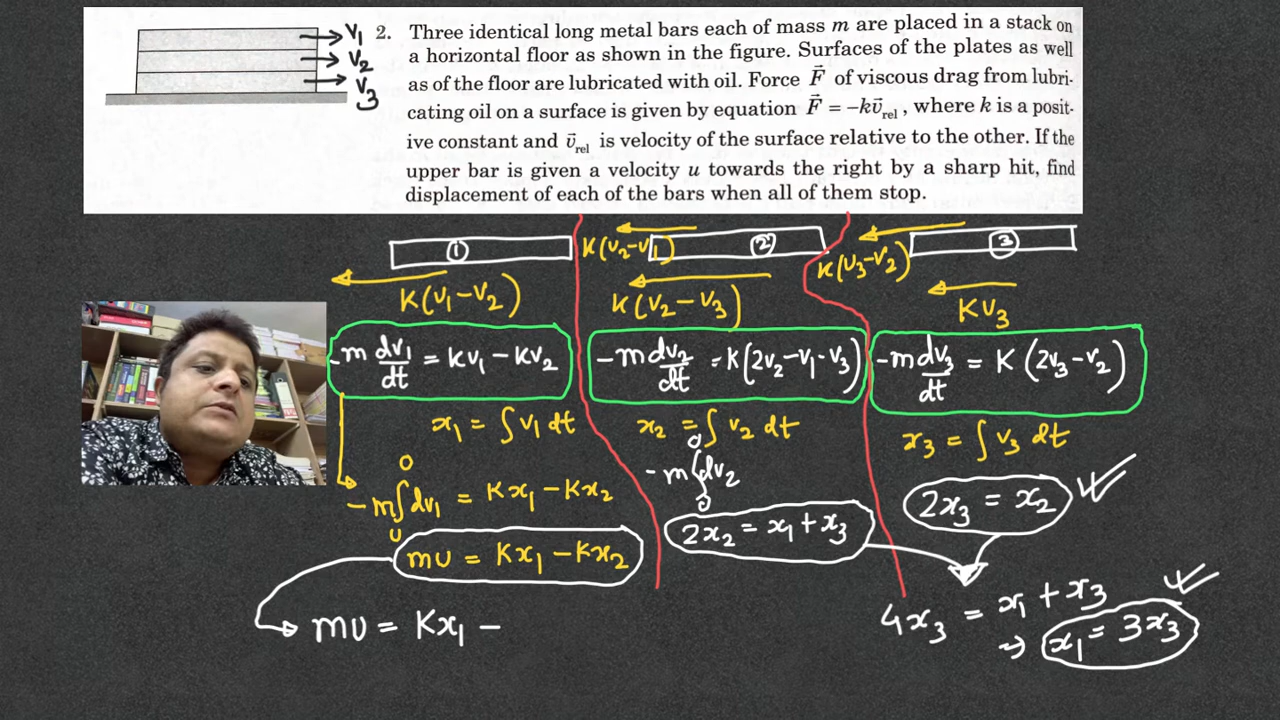 V₁
V₂
V₃
2. Three identical long metal bars each of mass m are placed in a stack on
a horizontal floor as shown in the figure. Surfaces of the plates as well
as of the floor are lubricated with oil. Force F⃗ of viscous drag from lubri-
cating oil on a surface is given by equation F⃗ = −kv⃗rel, where k is a posit-
ive constant and v⃗rel is velocity of the surface relative to the other. If the
upper bar is given a velocity u towards the right by a sharp hit, find
displacement of each of the bars when all of them stop.
①
K(v₁−v₂)
-m dv₁/dt = Kv₁ − Kv₂
x₁ = ∫v₁dt
-m∫_U^0 dv₁ = Kx₁ − Kx₂
mU = Kx₁ − Kx₂
mU = Kx₁ −
K(v₂−v₁)
②
K(v₂ − v₃)
-m dv₂/dt = K(2v₂−v₁-v₃)
x₂ = ∫v₂ dt
-m∫_0^0 dv₂
2x₂ = x₁+x₃
③
K(v₃−v₂)
Kv₃
-m dv₃/dt = K(2v₃−v₂)
x₃ = ∫ v₃ dt
2x₃ = x₂
4x₃ = x₁ + x₃
⇒ x₁ = 3x₃